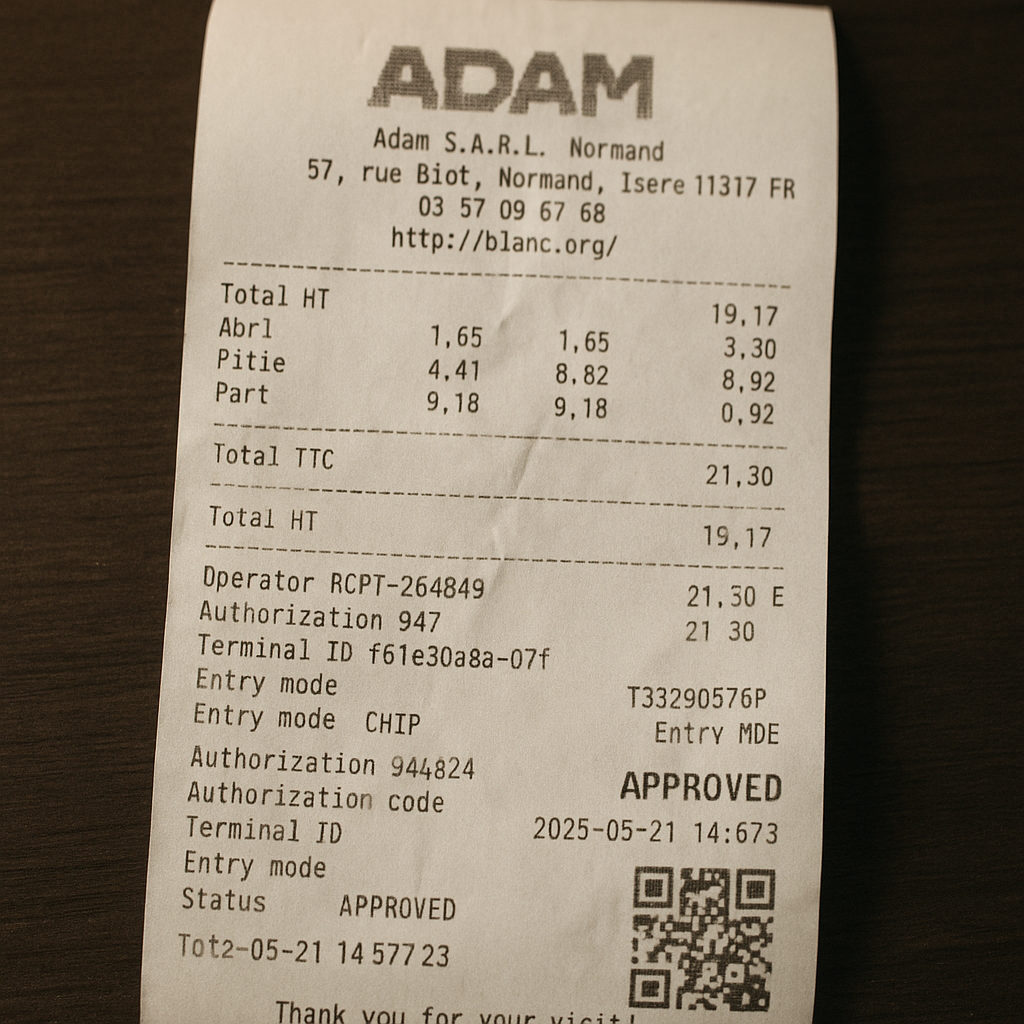 ADAM
Adam S.A.R.L. Normand
57, rue Biot, Normand, Isere 11317 FR
03 57 09 67 68
http://blanc.org/
Total HT 19,17
Abrl 1,65 1,65 3,30
Pitie 4,41 8,82 8,92
Part 9,18 9,18 0,92
Total TTC 21,30
Total HT 19,17
Operator RCPT-264849 21,30 E
Authorization 947 21 30
Terminal ID f61e30a8a-07f
Entry mode T33290576P
Entry mode CHIP Entry MDE
Authorization 944824 APPROVED
Authorization code
Terminal ID 2025-05-21 14:673
Entry mode
Status APPROVED
Tot2-05-21 14 577 23
Thank you for your vicit!